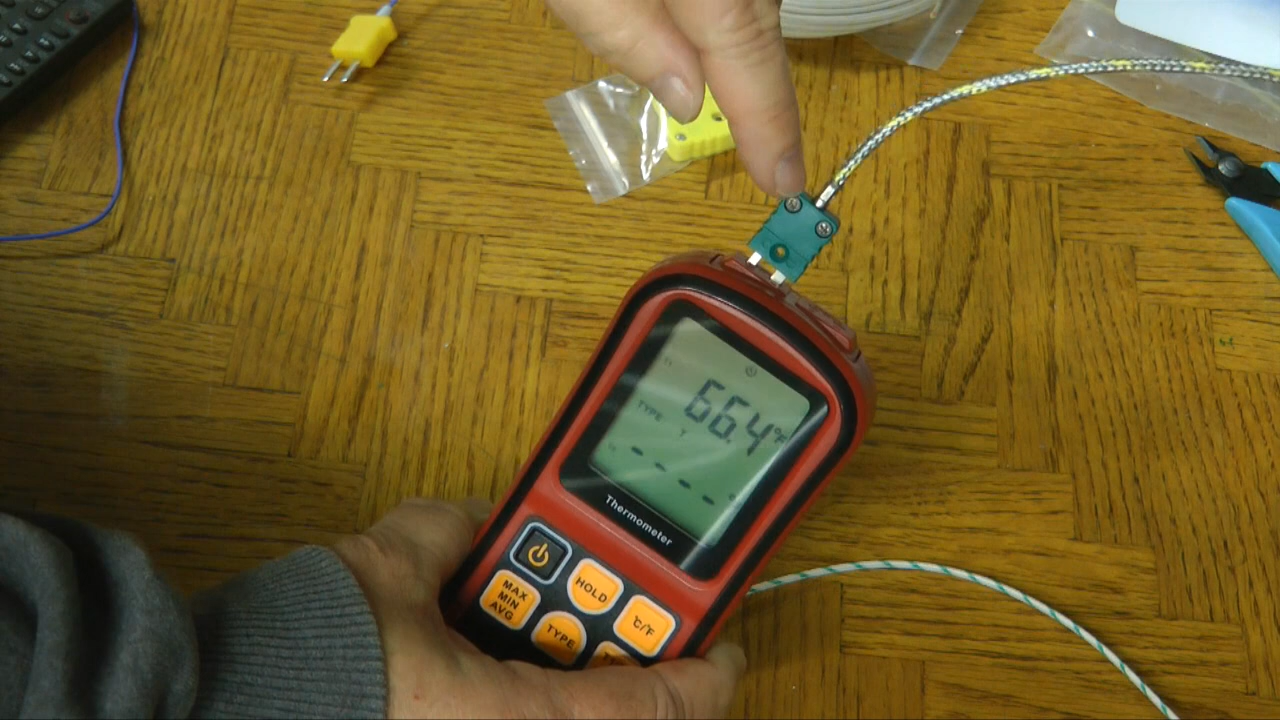 66.4°F
TYPE
T
- - - -
Thermometer
HOLD
MAX
MIN
AVG
°C/°F
TYPE